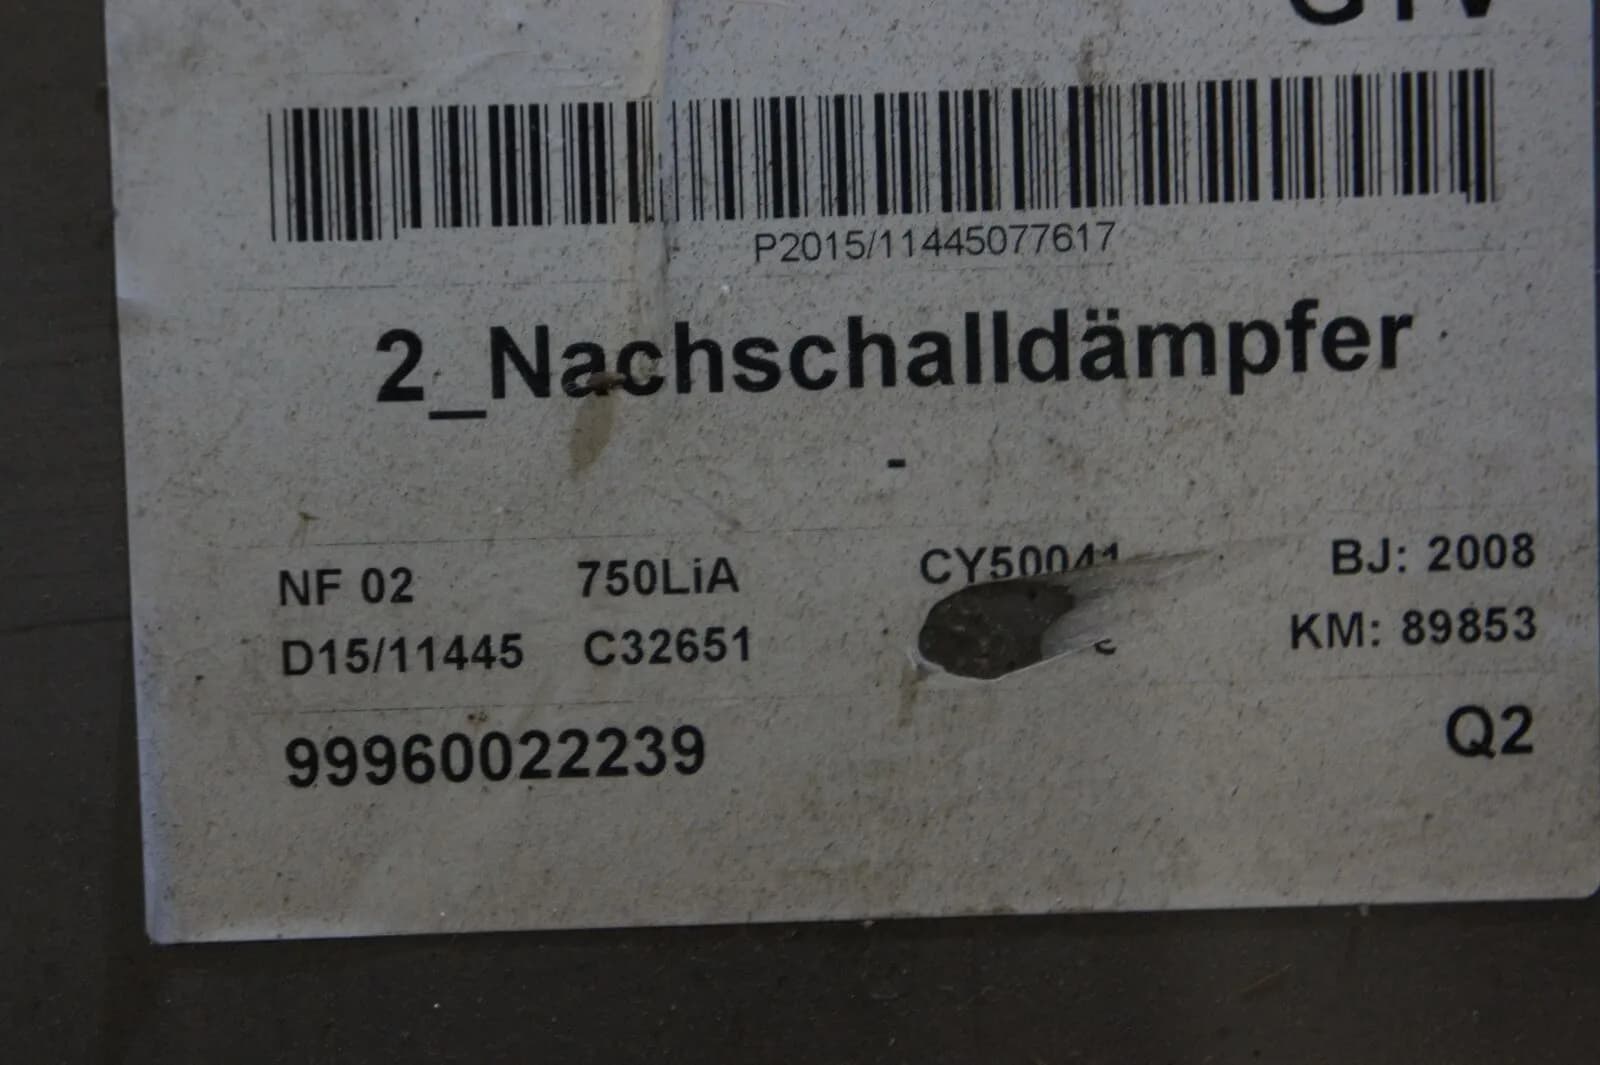 P2015/11445077617
2_Nachschalldämpfer
-
NF 02 750LiA BJ: 2008
D15/11445 C32651 KM: 89853
99960022239 Q2